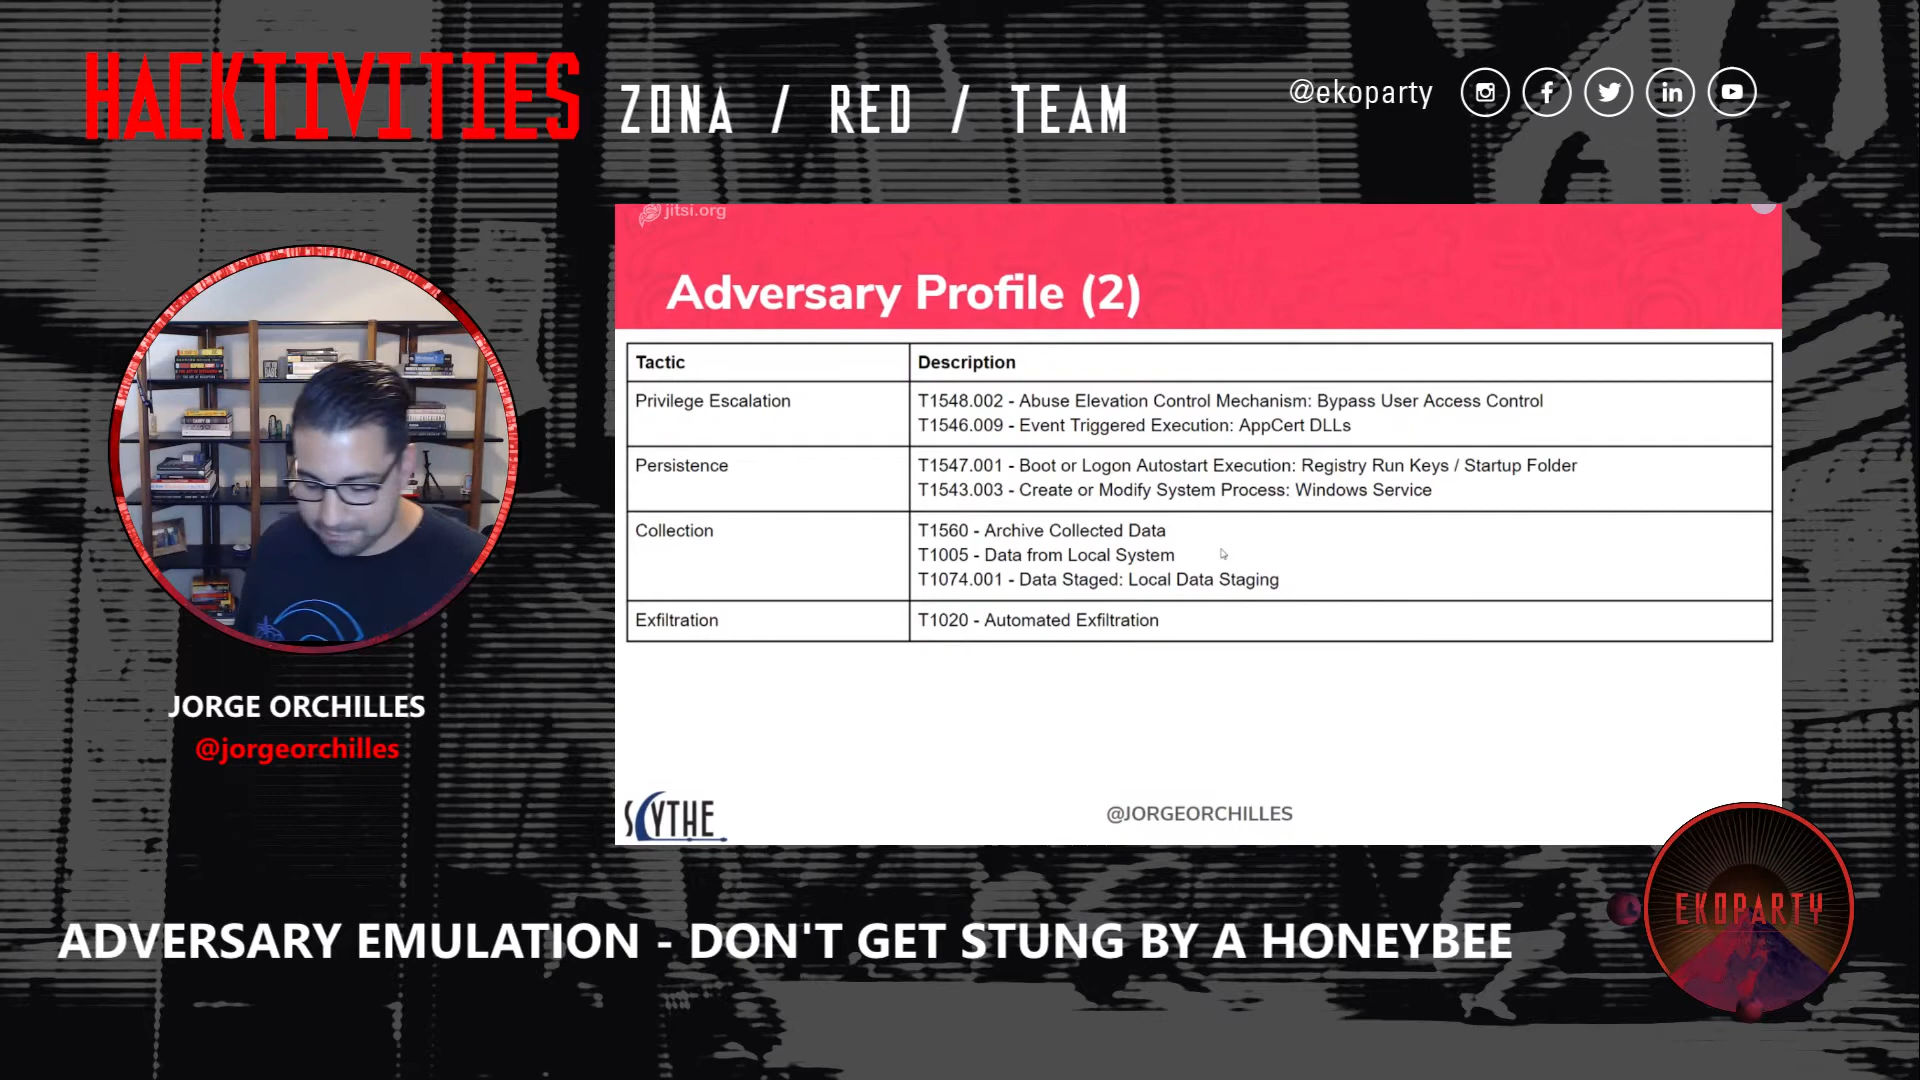 HACKTIVITIES
ZONA / RED / TEAM
@ekoparty
jitsi.org
Adversary Profile (2)
Tactic
Description
Privilege Escalation
T1548.002 - Abuse Elevation Control Mechanism: Bypass User Access Control
T1546.009 - Event Triggered Execution: AppCert DLLs
Persistence
T1547.001 - Boot or Logon Autostart Execution: Registry Run Keys / Startup Folder
T1543.003 - Create or Modify System Process: Windows Service
Collection
T1560 - Archive Collected Data
T1005 - Data from Local System
T1074.001 - Data Staged: Local Data Staging
Exfiltration
T1020 - Automated Exfiltration
SCYTHE
@JORGEORCHILLES
JORGE ORCHILLES
@jorgeorchilles
ADVERSARY EMULATION - DON'T GET STUNG BY A HONEYBEE
EKOPARTY